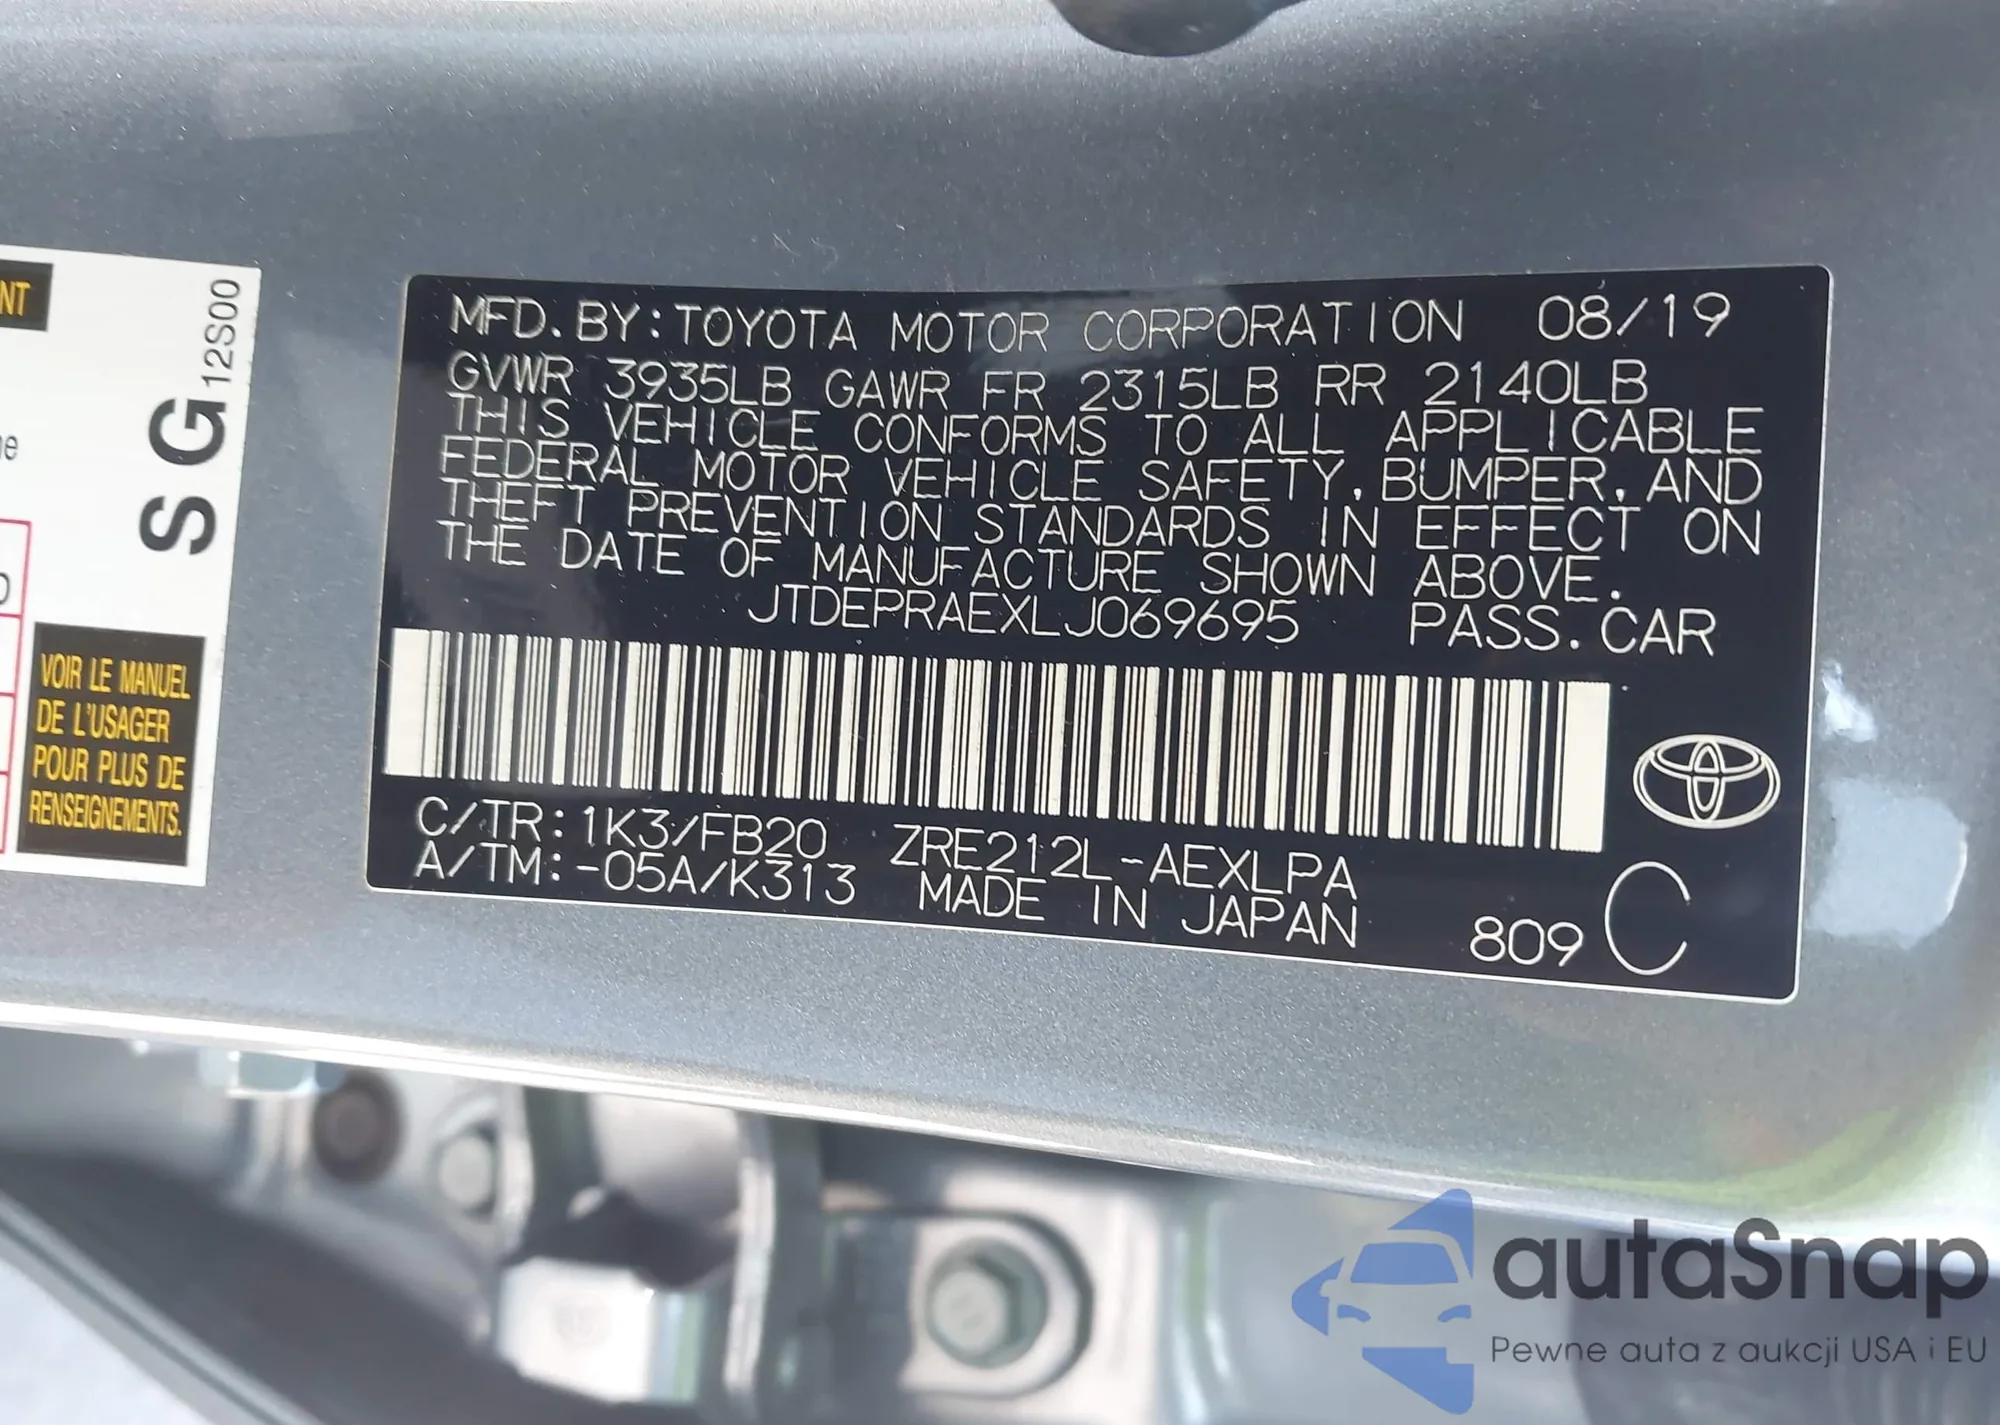 NT
SG12S00
VOIR LE MANUEL
DE L'USAGER
POUR PLUS DE
RENSEIGNEMENTS.
MFD. BY: TOYOTA MOTOR CORPORATION 08/19
GVWR 3935LB GAWR FR 2315LB RR 2140LB
THIS VEHICLE CONFORMS TO ALL APPLICABLE
FEDERAL MOTOR VEHICLE SAFETY, BUMPER, AND
THEFT PREVENTION STANDARDS IN EFFECT ON
THE DATE OF MANUFACTURE SHOWN ABOVE.
JTDEPRAEXLJ069695 PASS. CAR
C/TR: 1K3/FB20 ZRE212L-AEXLPA
A/TM: -05A/K313 MADE IN JAPAN 809 C
autaSnap
Pewne auta z aukcji USA i EU